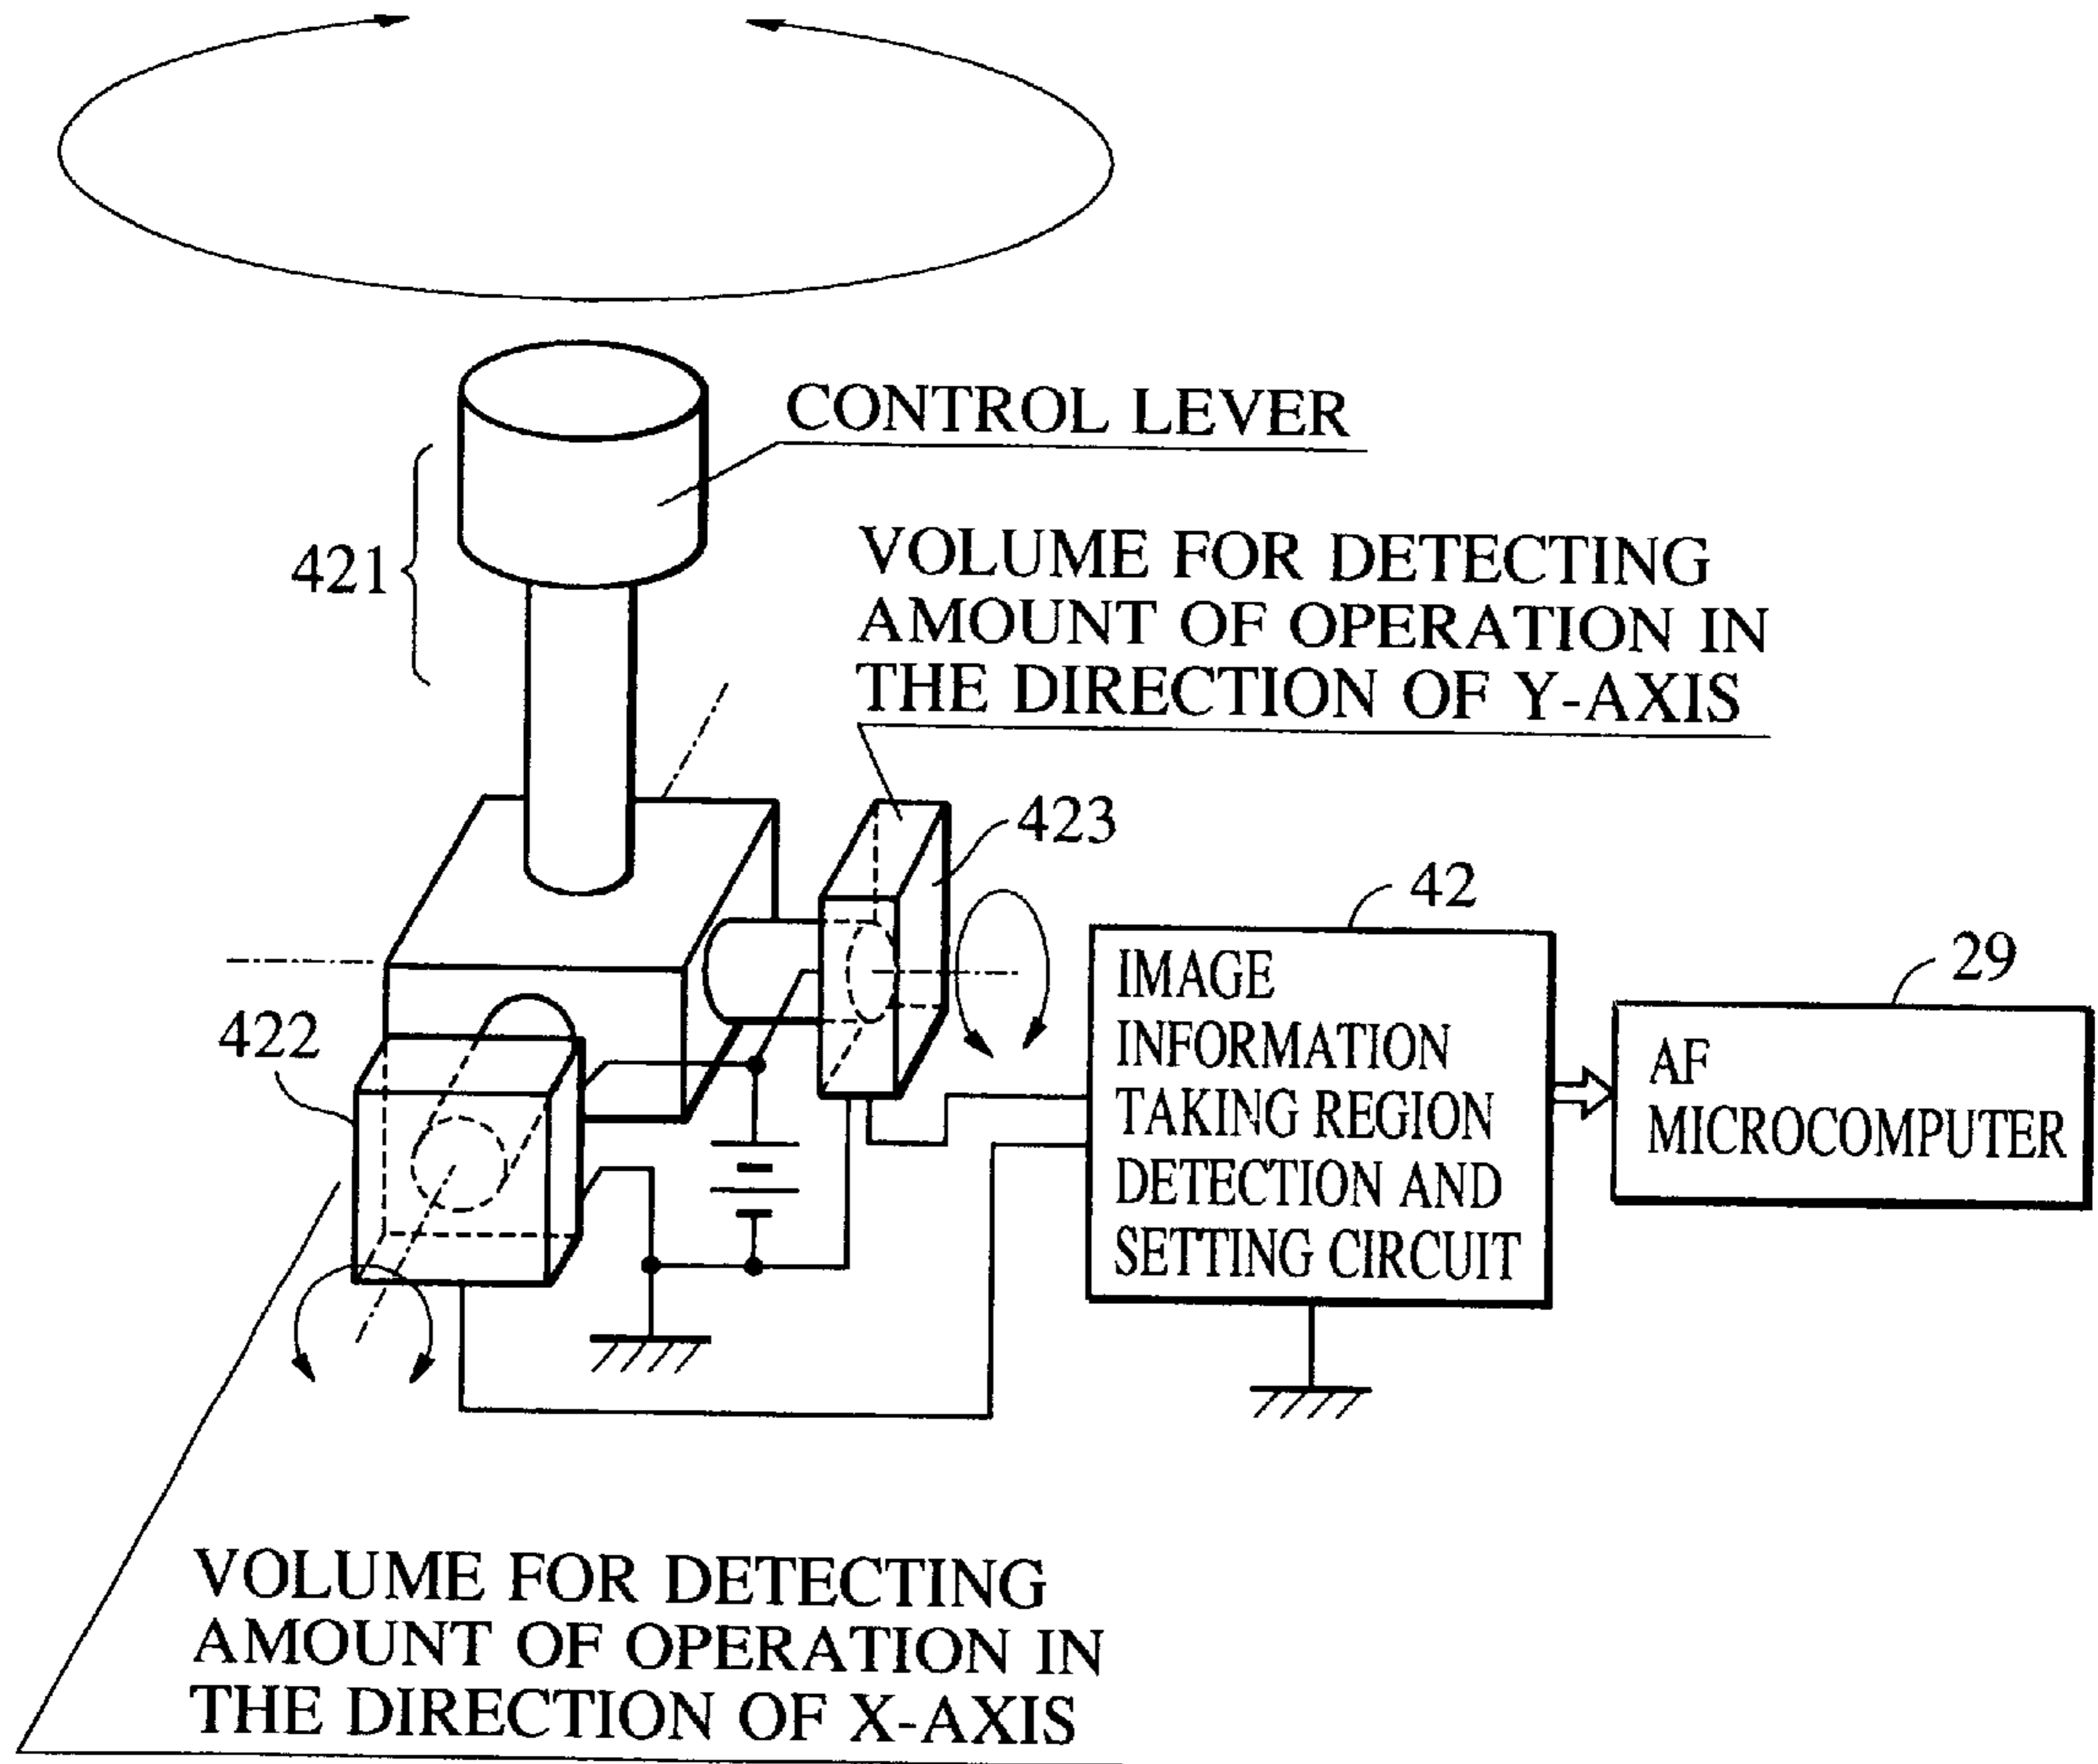 CONTROL LEVER
421
VOLUME FOR DETECTING
AMOUNT OF OPERATION IN
THE DIRECTION OF Y-AXIS
423
42
29
IMAGE
INFORMATION
TAKING REGION
DETECTION AND
SETTING CIRCUIT
AF
MICROCOMPUTER
422
VOLUME FOR DETECTING
AMOUNT OF OPERATION IN
THE DIRECTION OF X-AXIS